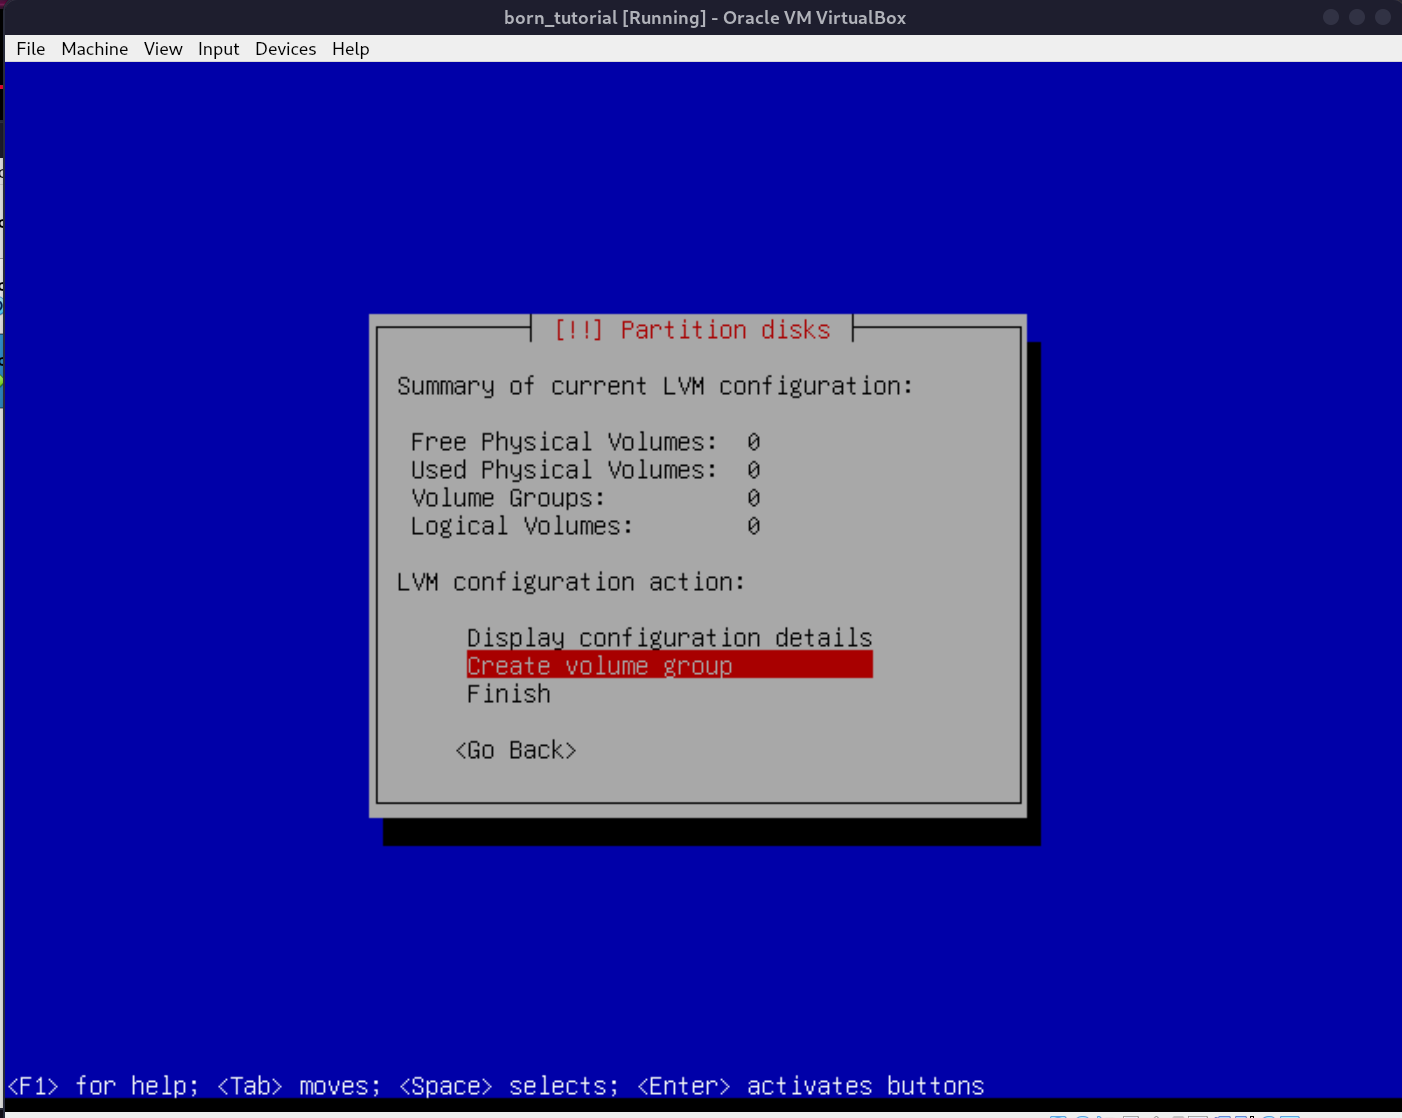 born_tutorial [Running] - Oracle VM VirtualBox
File Machine View Input Devices Help
[!!] Partition disks
Summary of current LVM configuration:
Free Physical Volumes: 0
Used Physical Volumes: 0
Volume Groups: 0
Logical Volumes: 0
LVM configuration action:
Display configuration details
Create volume group
Finish
<Go Back>
<F1> for help; <Tab> moves; <Space> selects; <Enter> activates buttons